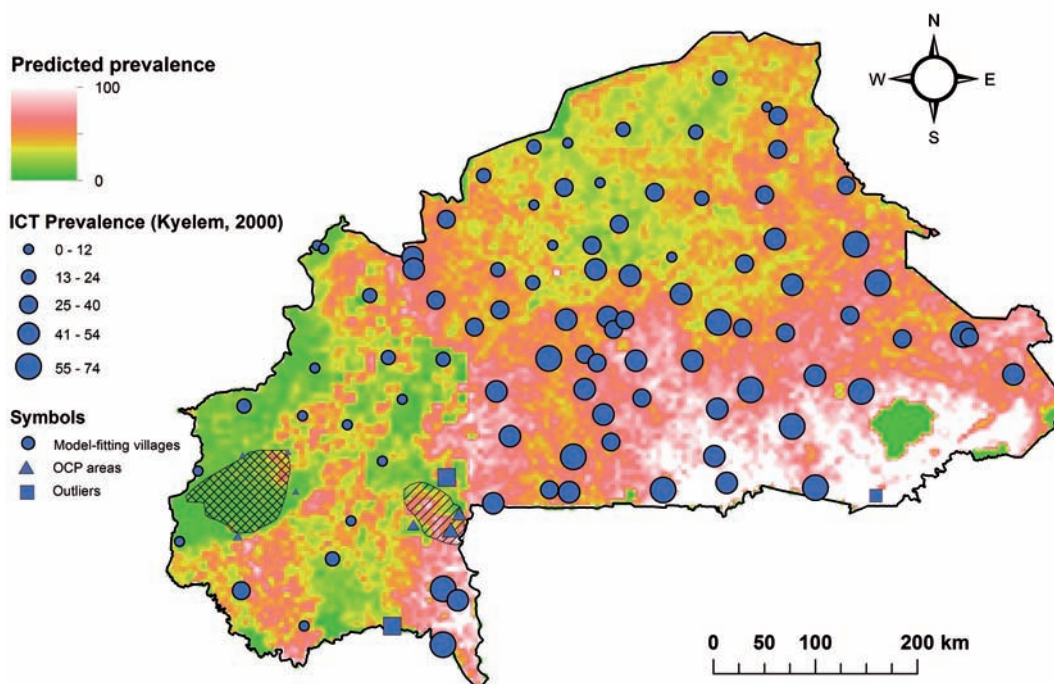 N
W E
S
Predicted prevalence
100
0
ICT Prevalence (Kyelem, 2000)
0 - 12
13 - 24
25 - 40
41 - 54
55 - 74
Symbols
Model-fitting villages
OCP areas
Outliers
0 50 100 200 km